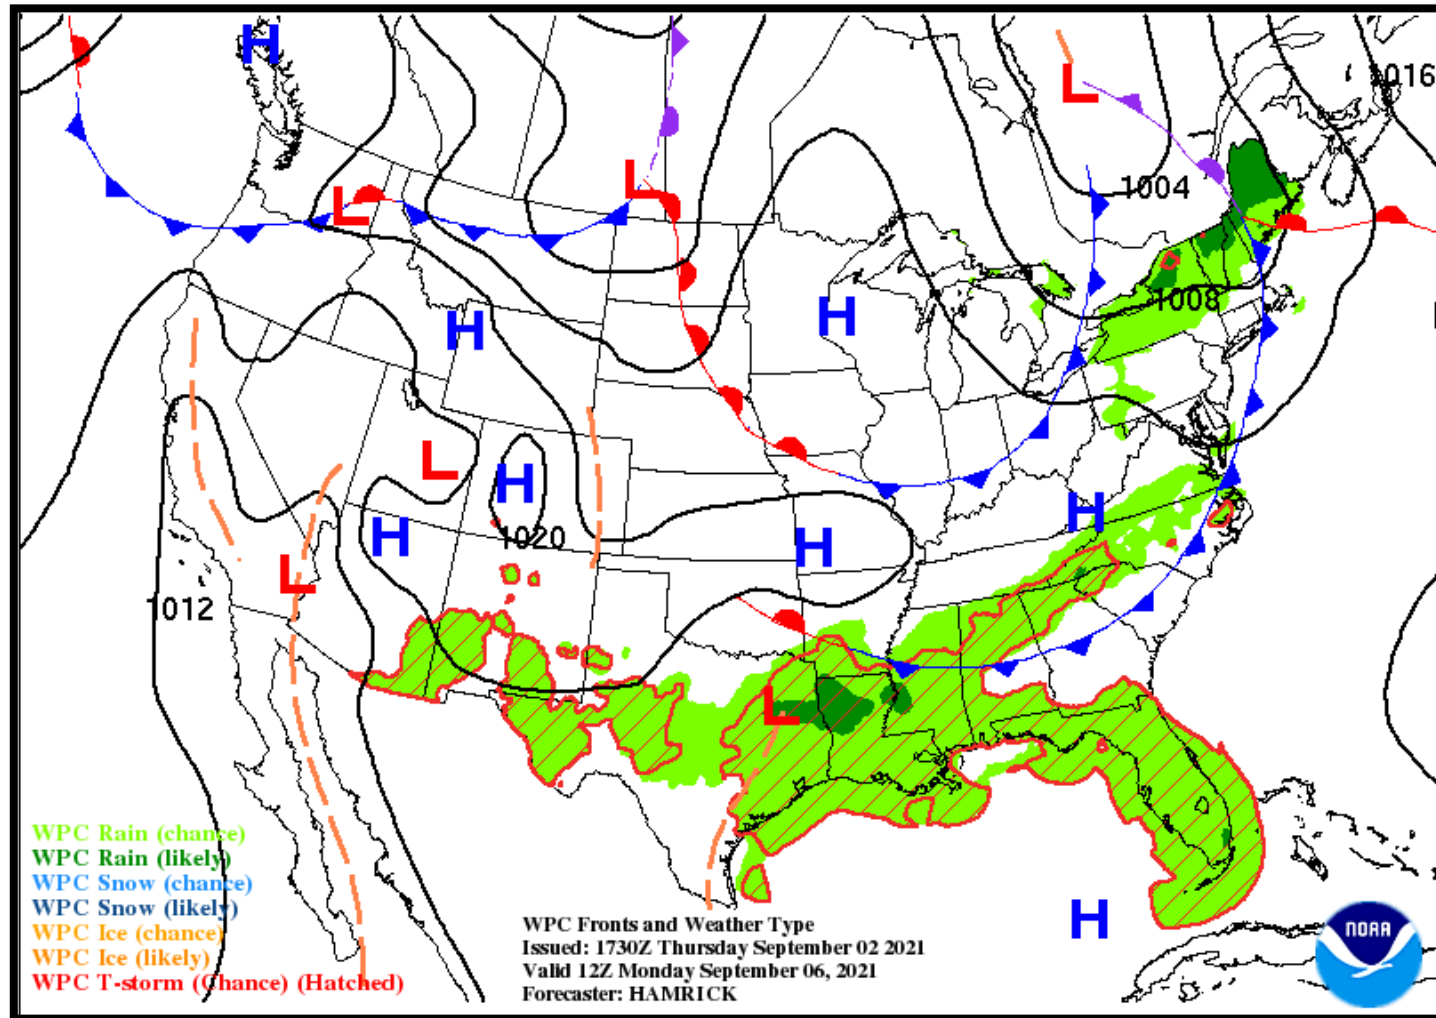 H
1016
L
1004
L
L
1008
H
H
L
H
1020
H
H
H
L
1012
L
WPC Rain (chance)
WPC Rain (likely)
WPC Snow (chance)
WPC Snow (likely)
WPC Ice (chance)
WPC Ice (likely)
WPC T-storm (Chance) (Hatched)
H
WPC Fronts and Weather Type
Issued: 1730Z Thursday September 02 2021
Valid 12Z Monday September 06, 2021
Forecaster: HAMRICK
NOAA